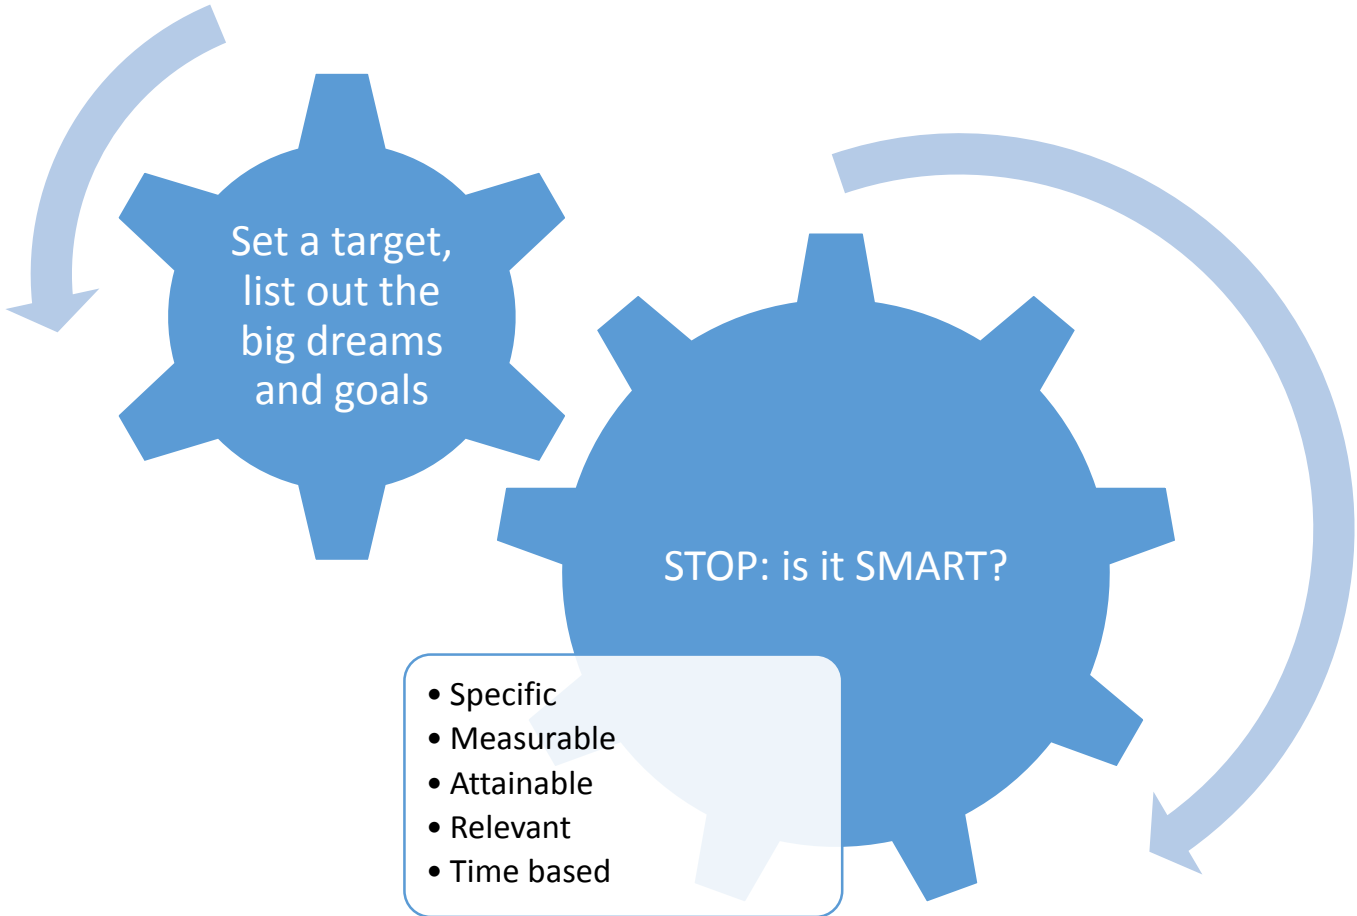 Set a target,
list out the
big dreams
and goals
STOP: is it SMART?
• Specific
• Measurable
• Attainable
• Relevant
• Time based